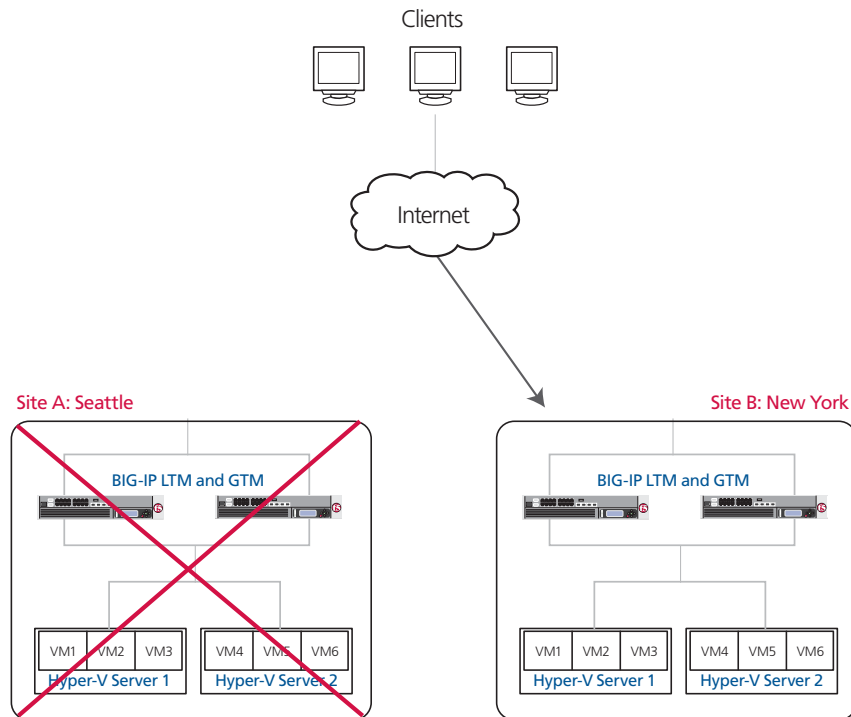 Clients
Internet
Site A: Seattle
Site B: New York
BIG-IP LTM and GTM
BIG-IP LTM and GTM
VM1 VM2 VM3
VM4 VM5 VM6
VM1 VM2 VM3
VM4 VM5 VM6
Hyper-V Server 1
Hyper-V Server 2
Hyper-V Server 1
Hyper-V Server 2